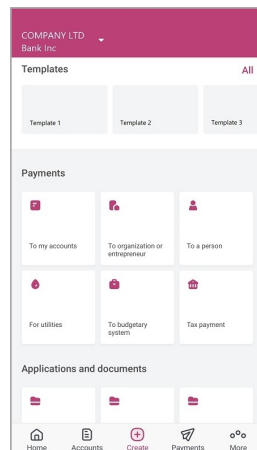 COMPANY LTD
Bank Inc
Templates All
Template 1 Template 2 Template 3
Payments
To my accounts To organization or entrepreneur To a person
For utilities To budgetary system Tax payment
Applications and documents
Home Accounts Create Payments More